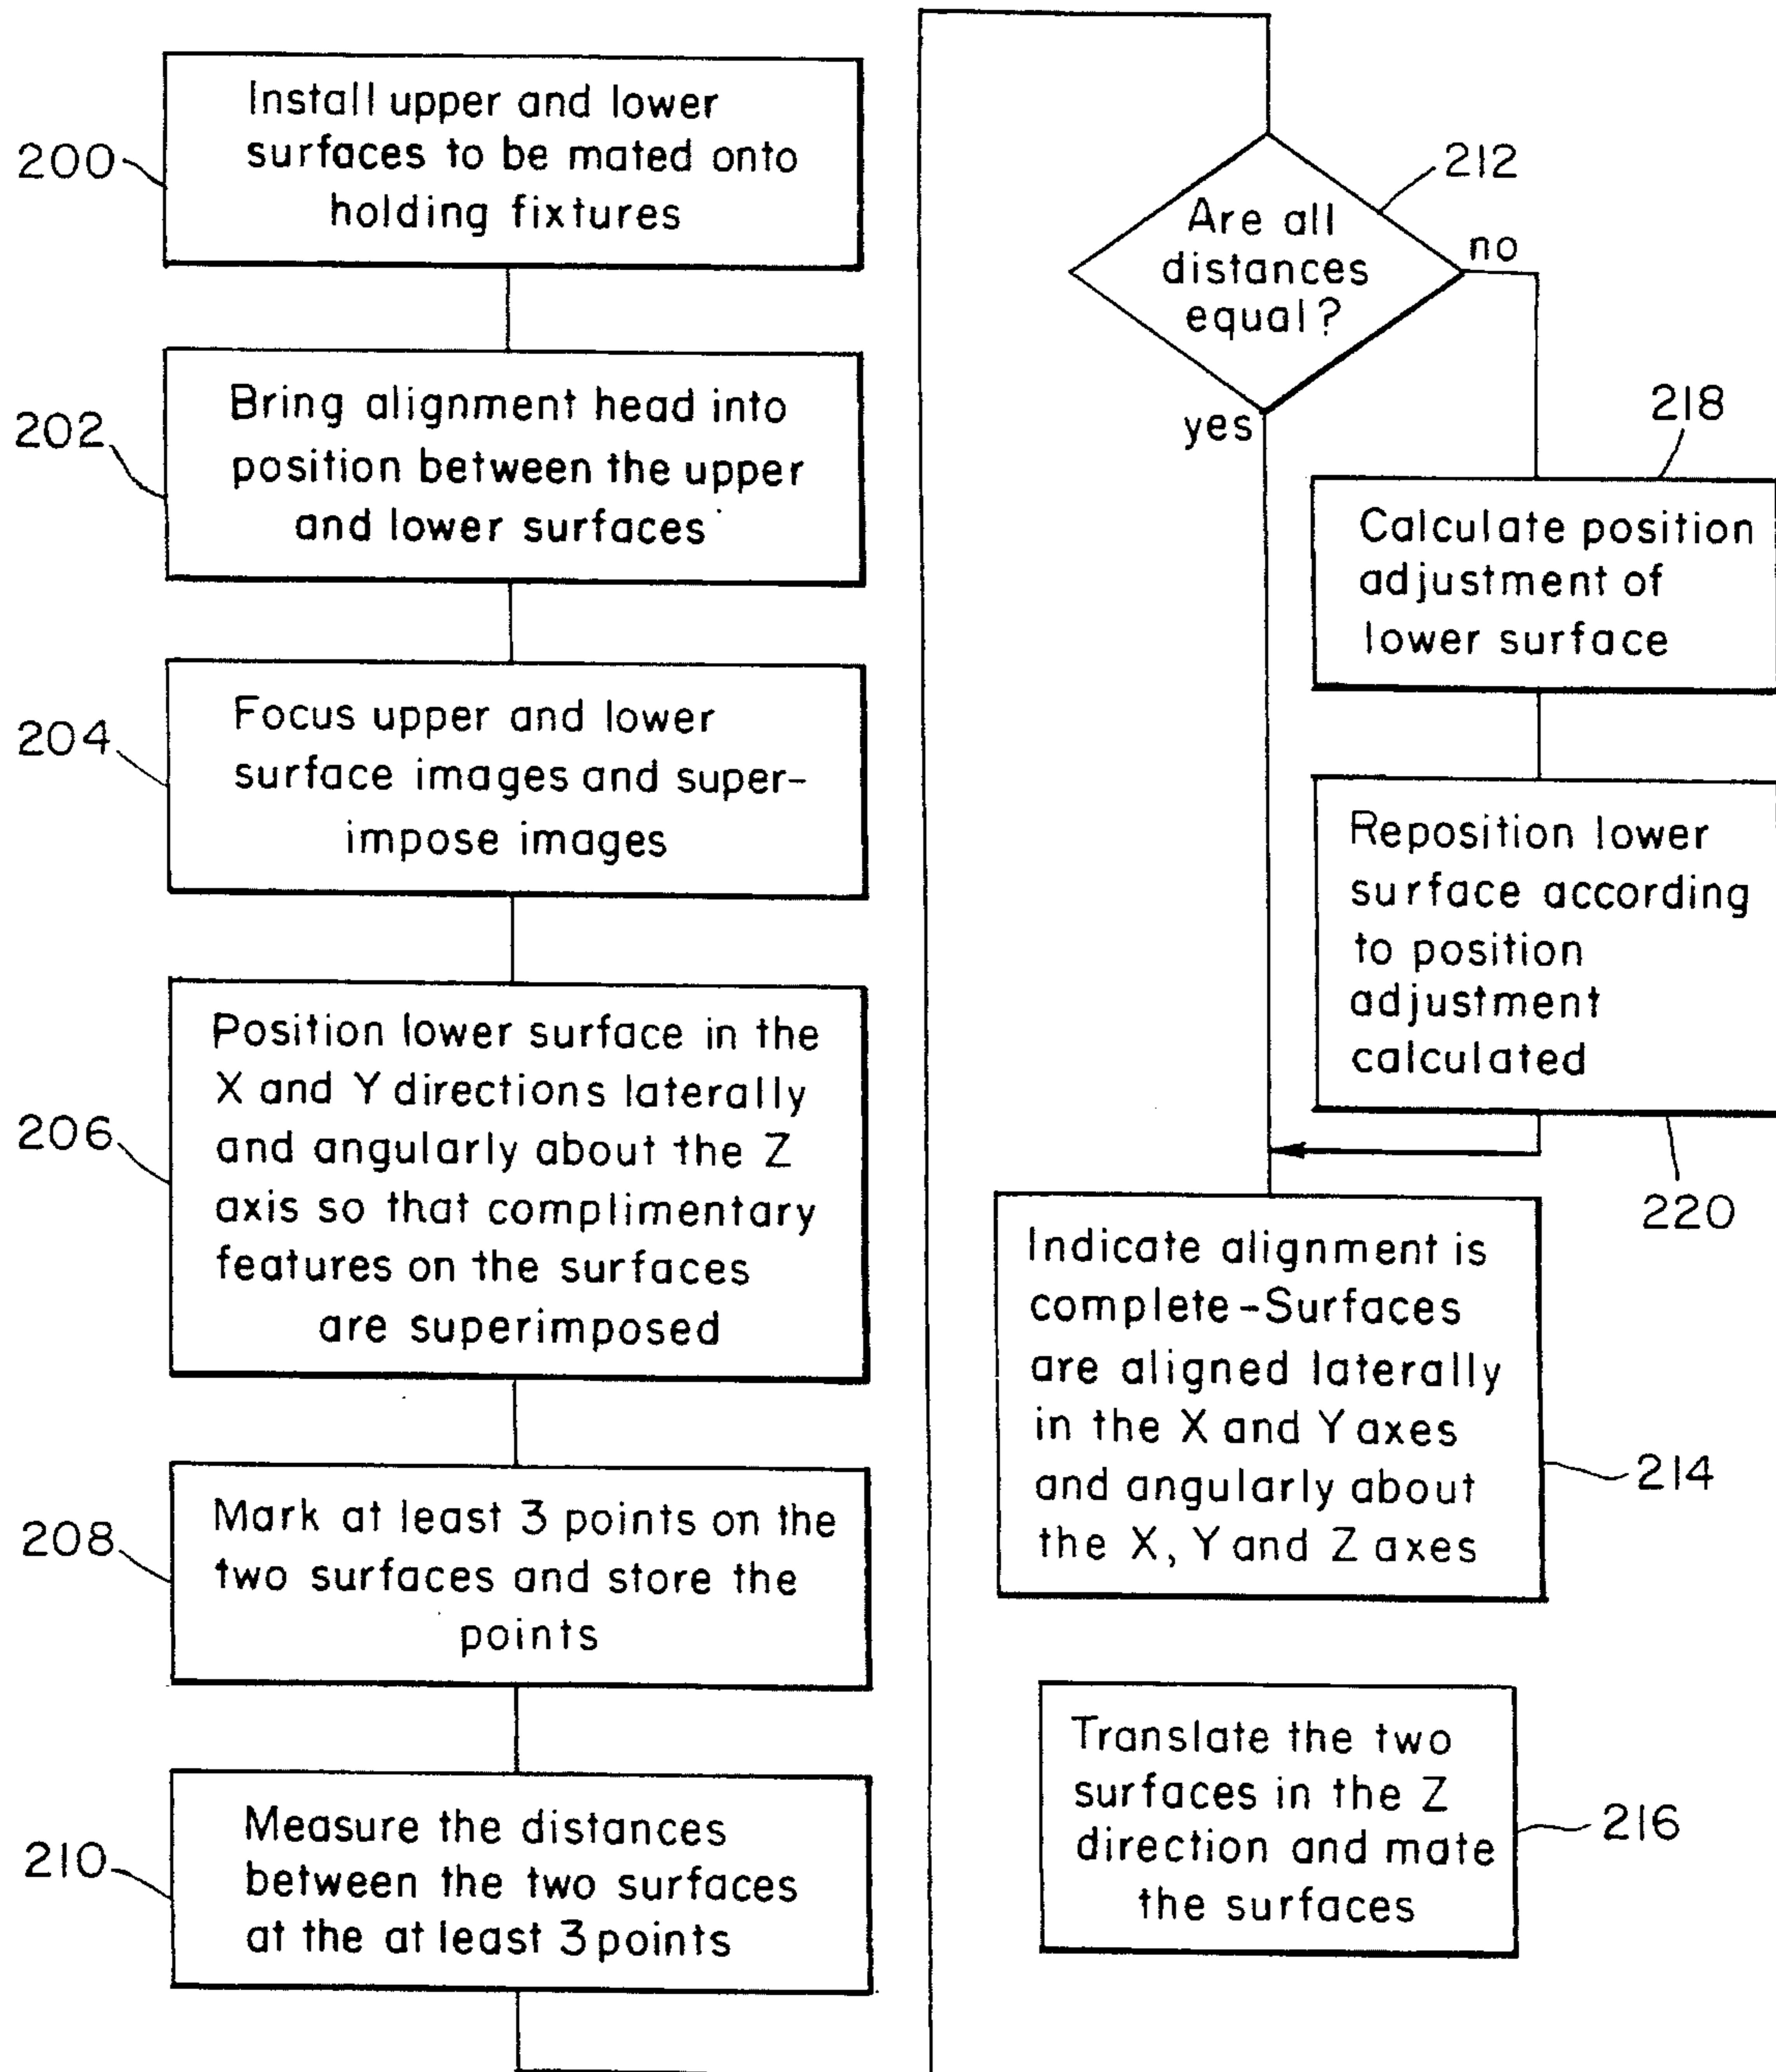 200
Install upper and lower
surfaces to be mated onto
holding fixtures
202
Bring alignment head into
position between the upper
and lower surfaces
204
Focus upper and lower
surface images and super-
impose images
206
Position lower surface in the
X and Y directions laterally
and angularly about the Z
axis so that complimentary
features on the surfaces
are superimposed
208
Mark at least 3 points on the
two surfaces and store the
points
210
Measure the distances
between the two surfaces
at the at least 3 points
212
Are all
distances
equal?
no
yes
218
Calculate position
adjustment of
lower surface
Reposition lower
surface according
to position
adjustment
calculated
220
Indicate alignment is
complete-Surfaces
are aligned laterally
in the X and Y axes
and angularly about
the X, Y and Z axes
214
Translate the two
surfaces in the Z
direction and mate
the surfaces
216